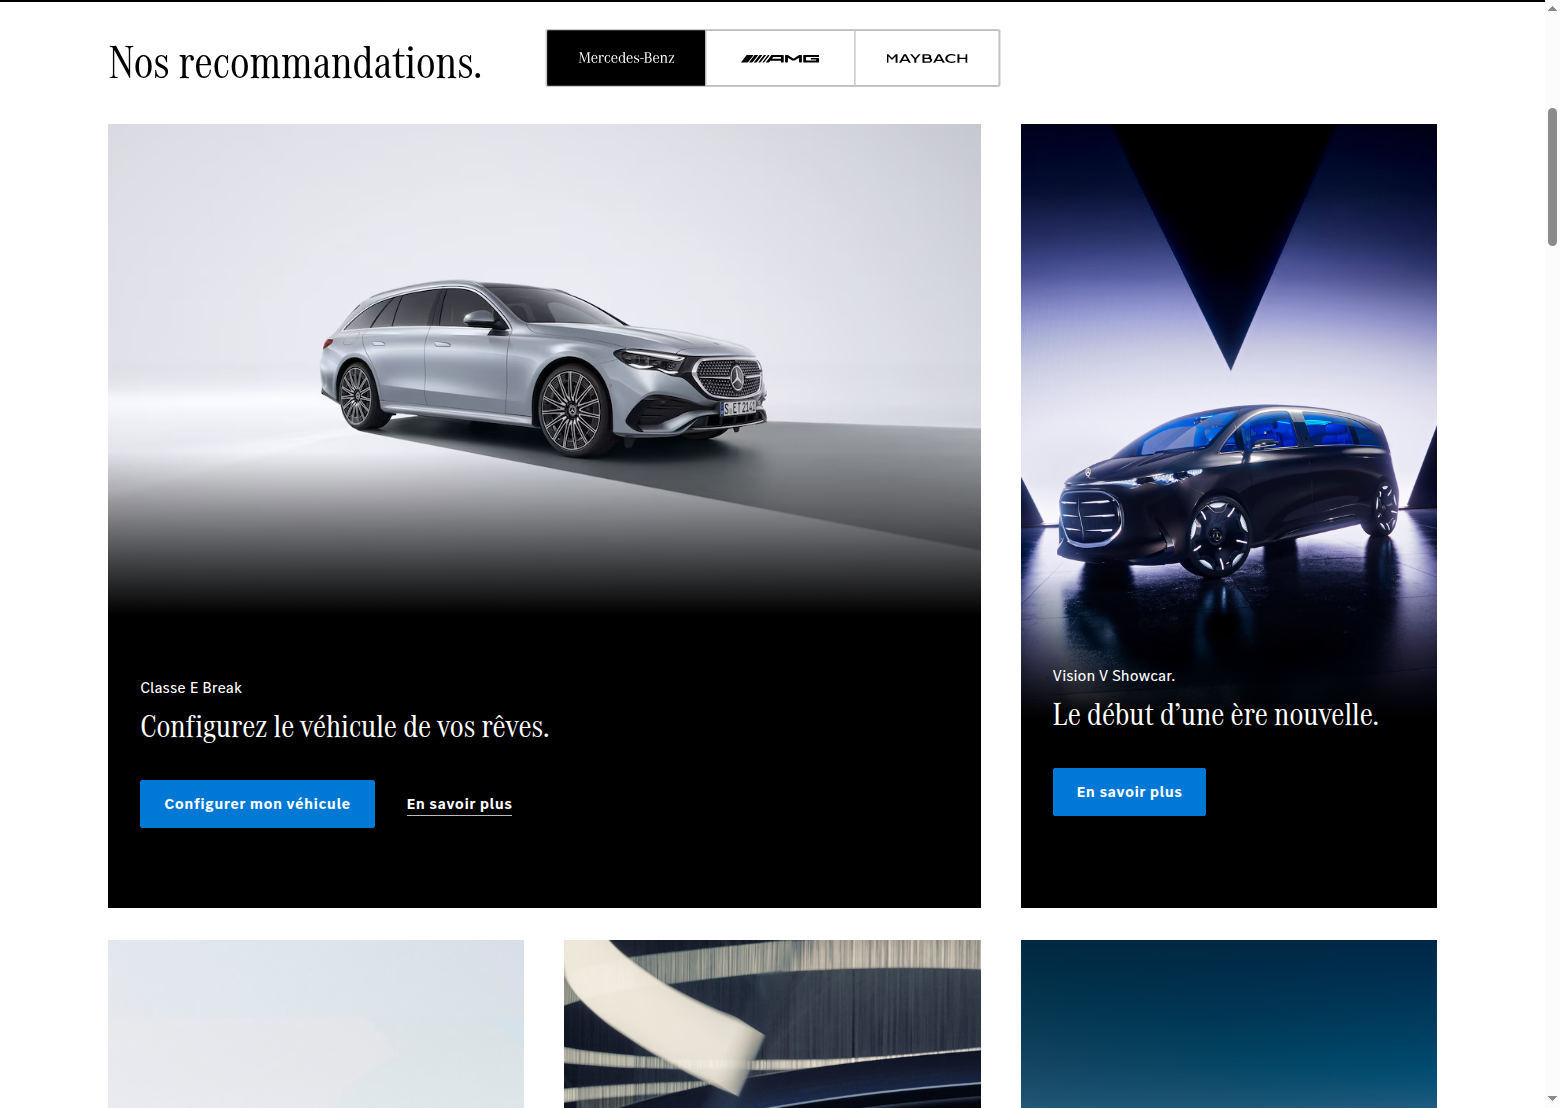 Nos recommandations.
Mercedes-Benz
AMG
MAYBACH
S ET 2141
Classe E Break
Configurez le véhicule de vos rêves.
Configurer mon véhicule
En savoir plus
Vision V Showcar.
Le début d’une ère nouvelle.
En savoir plus